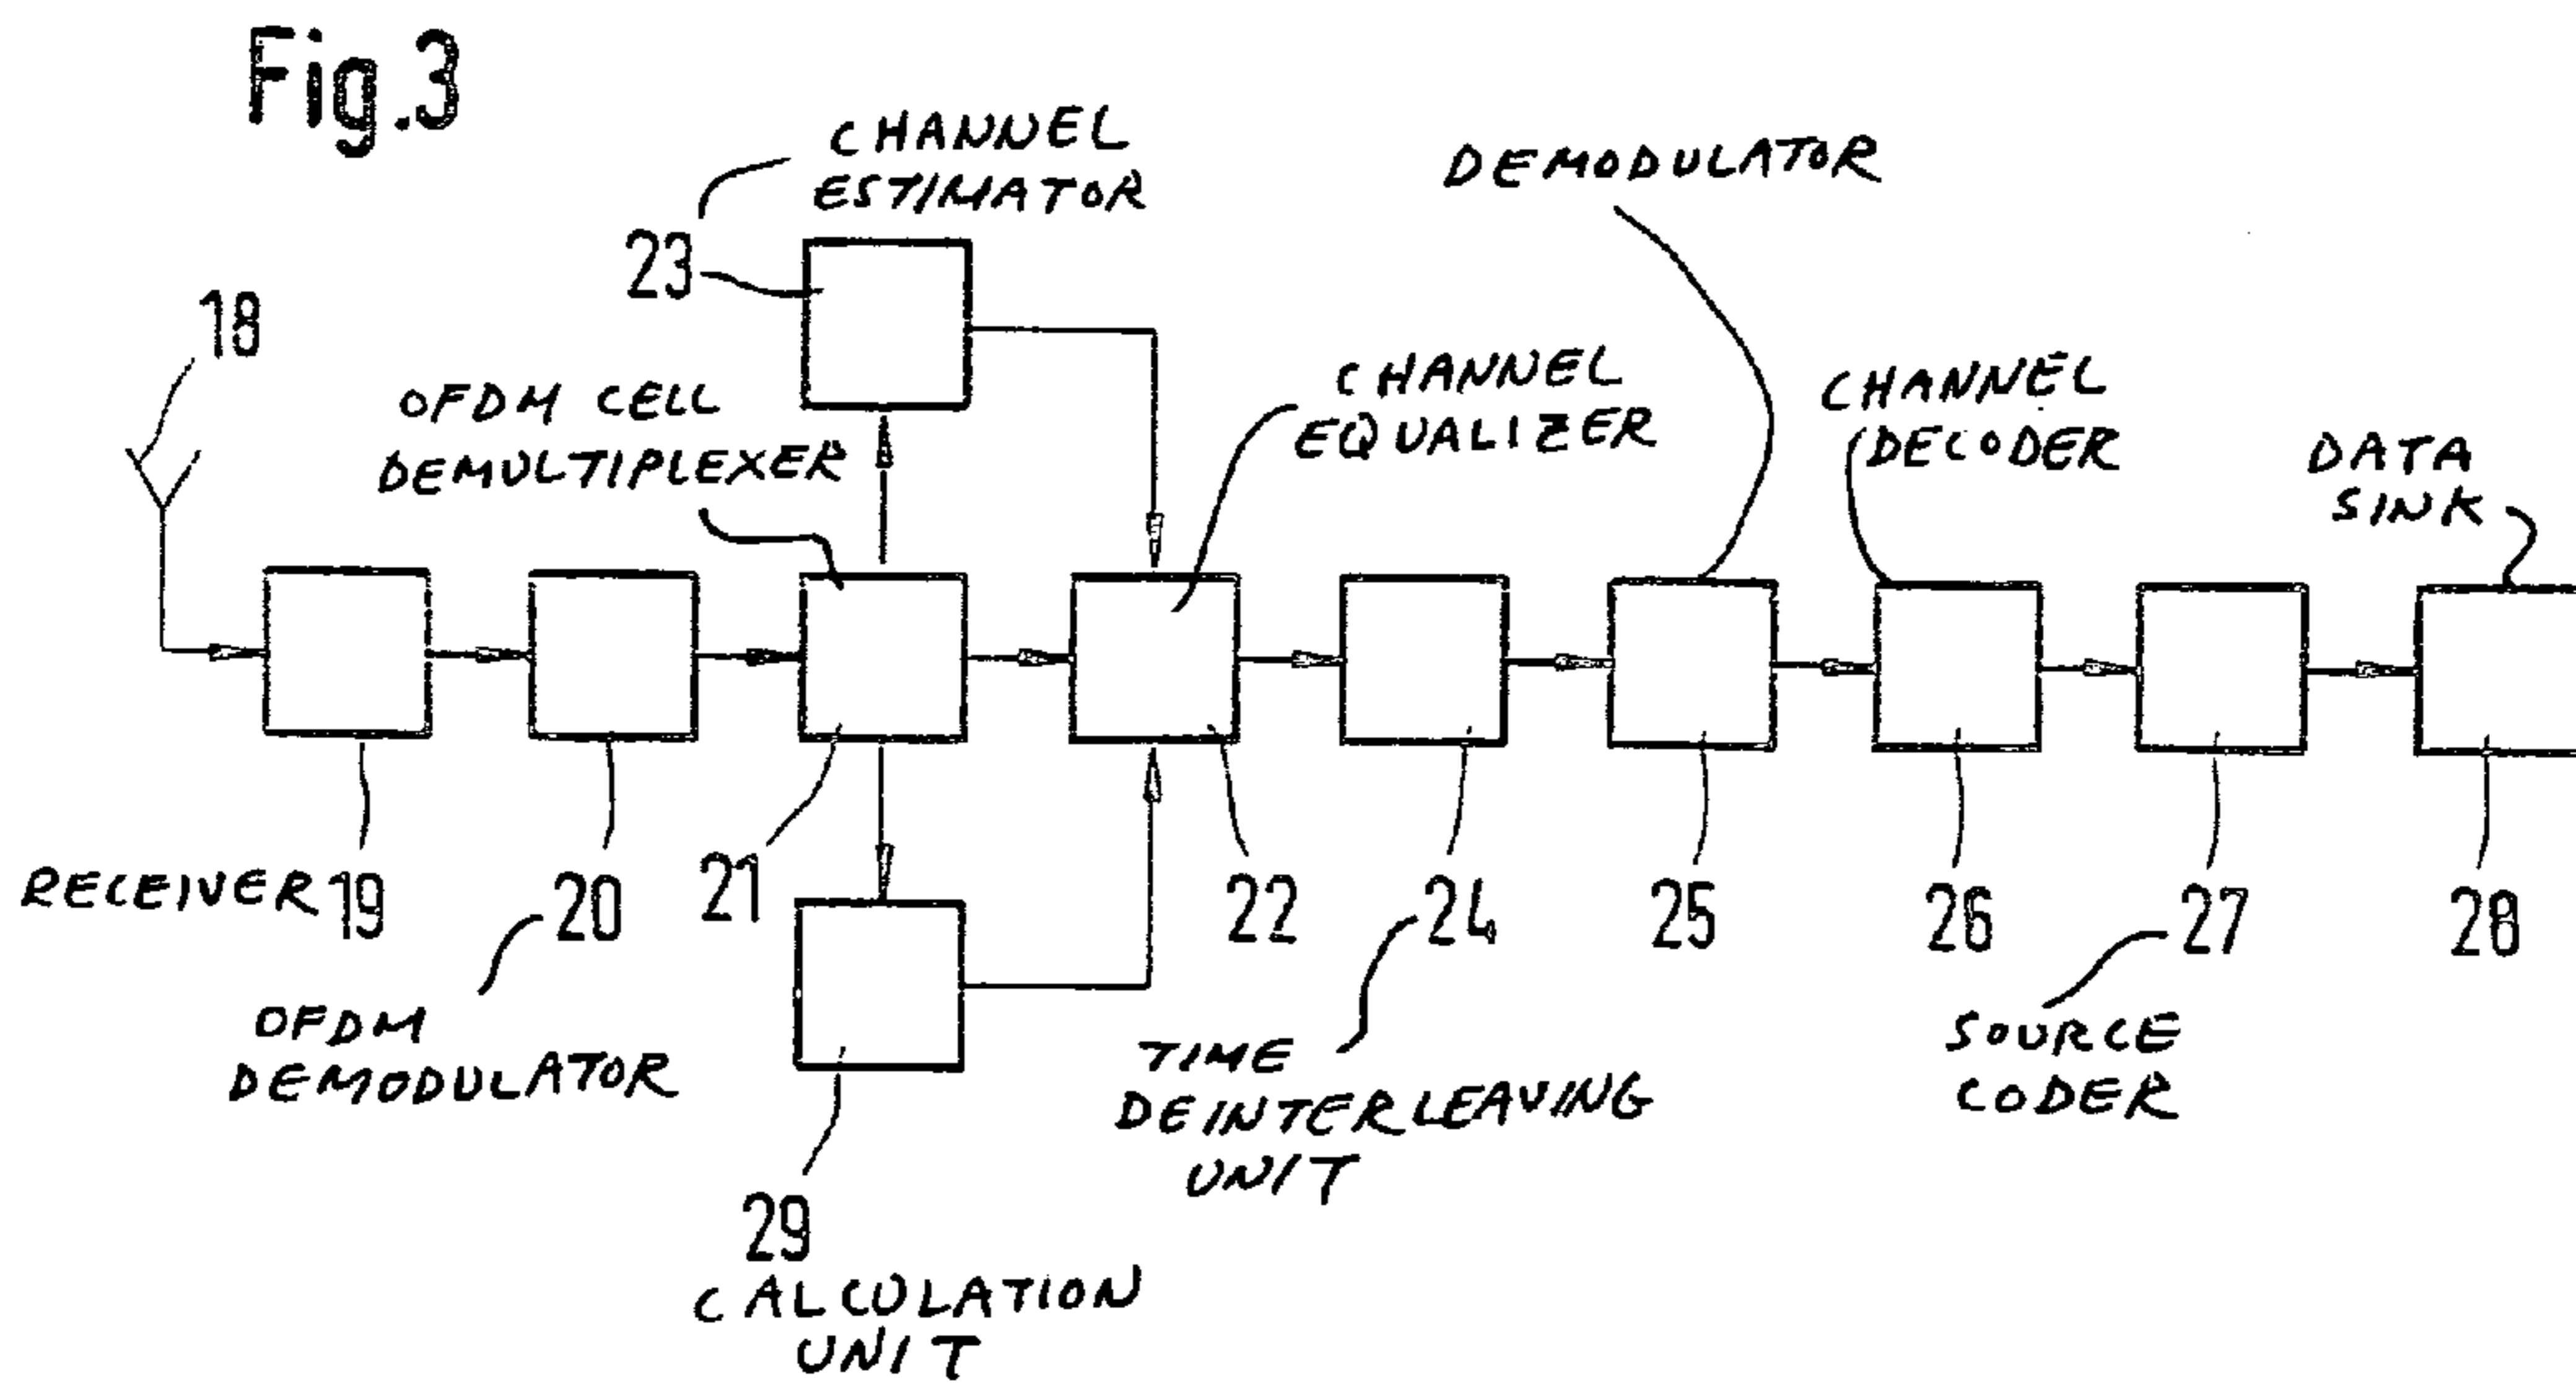 Fig.3
CHANNEL
ESTIMATOR
23
DEMODULATOR
18
OFDM CELL
DEMULTIPLEXER
CHANNEL
EQUALIZER
CHANNEL
DECODER
DATA
SINK
RECEIVER 19
20
21
22
24
25
26
27
28
OFDM
DEMODULATOR
29
CALCULATION
UNIT
TIME
DEINTERLEAVING
UNIT
SOURCE
CODER